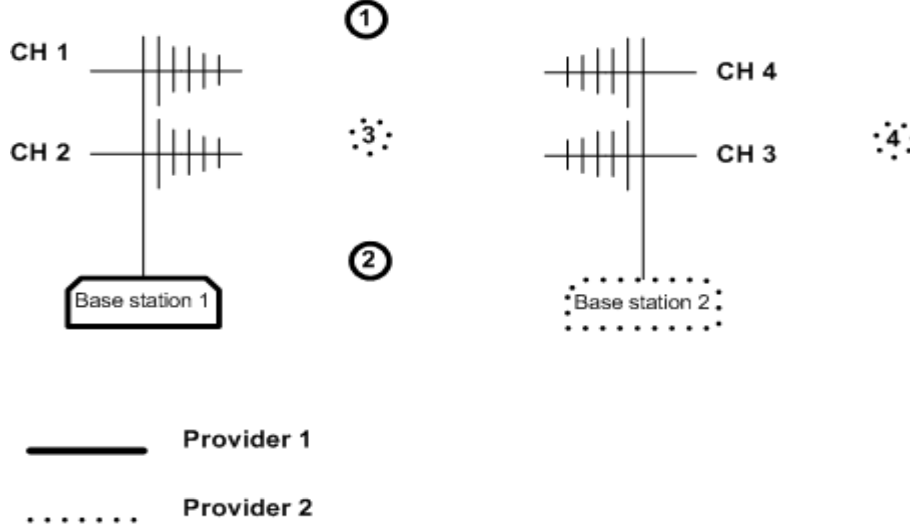 1
CH 1
CH 4
3
4
CH 2
CH 3
2
Base station 1
Base station 2
Provider 1
Provider 2